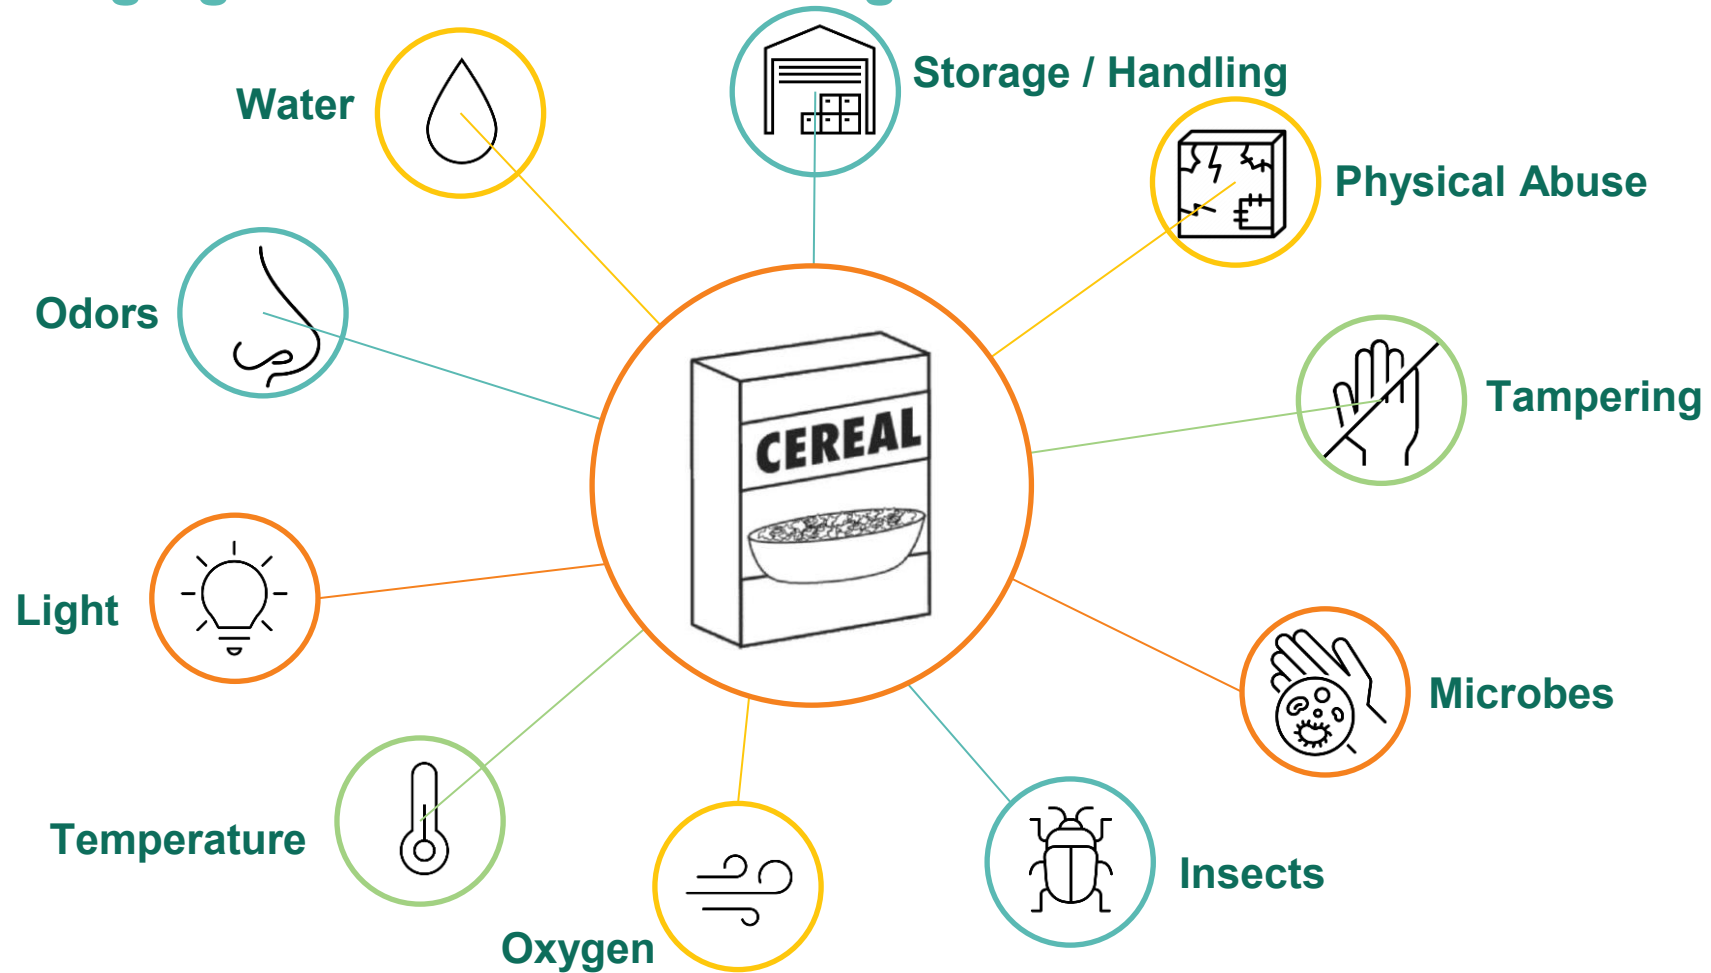 Storage / Handling
Water
Physical Abuse
Odors
Tampering
CEREAL
Light
Microbes
Temperature
Insects
Oxygen